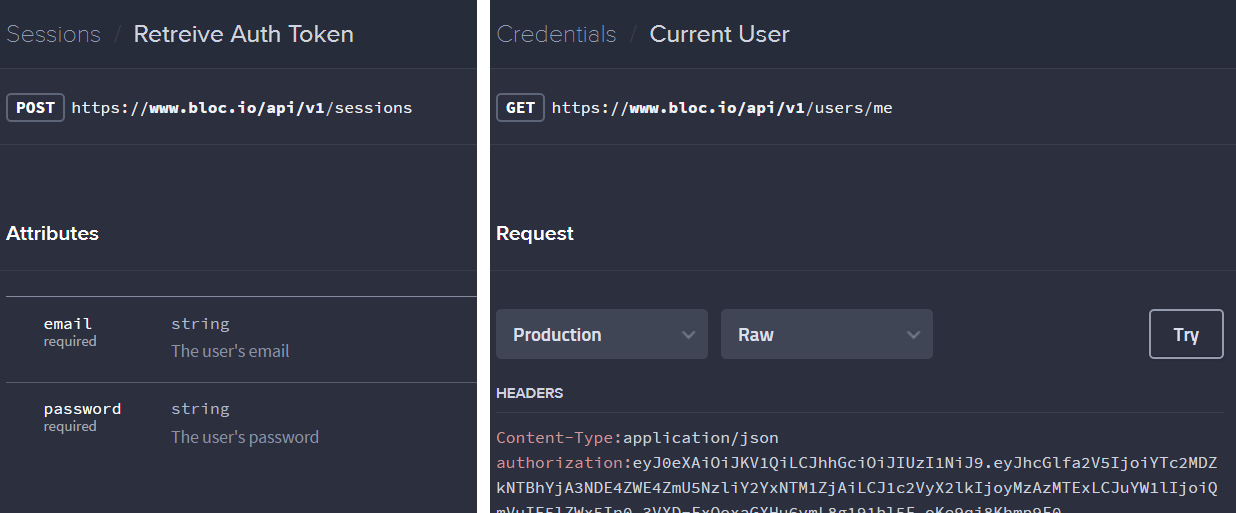 Sessions / Retreive Auth Token
POST https://www.bloc.io/api/v1/sessions
Attributes
email string
required
The user's email
password string
required
The user's password
Credentials / Current User
GET https://www.bloc.io/api/v1/users/me
Request
Production Raw Try
HEADERS
Content-Type:application/json
authorization:eyJ0eXAiOiJKV1QiLCJhbGciOiJIUzI1NiJ9.eyJhcGlfa2V5IjoiYTc2MDZ
kNTBhYjA3NDE4ZWE4ZmU5NzliY2YxNTM1ZjAiLCJ1c2VyX2lkIjoyMzAzMTExLCJuYW1lIjoiQ